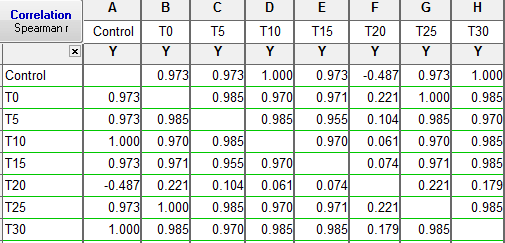 Correlation A B C D E F G H
Spearman r Control T0 T5 T10 T15 T20 T25 T30
x Y Y Y Y Y Y Y Y
Control 0.973 0.973 1.000 0.973 -0.487 0.973 1.000
T0 0.973 0.985 0.970 0.971 0.221 1.000 0.985
T5 0.973 0.985 0.985 0.955 0.104 0.985 0.970
T10 1.000 0.970 0.985 0.970 0.061 0.970 0.985
T15 0.973 0.971 0.955 0.970 0.074 0.971 0.985
T20 -0.487 0.221 0.104 0.061 0.074 0.221 0.179
T25 0.973 1.000 0.985 0.970 0.971 0.221 0.985
T30 1.000 0.985 0.970 0.985 0.985 0.179 0.985